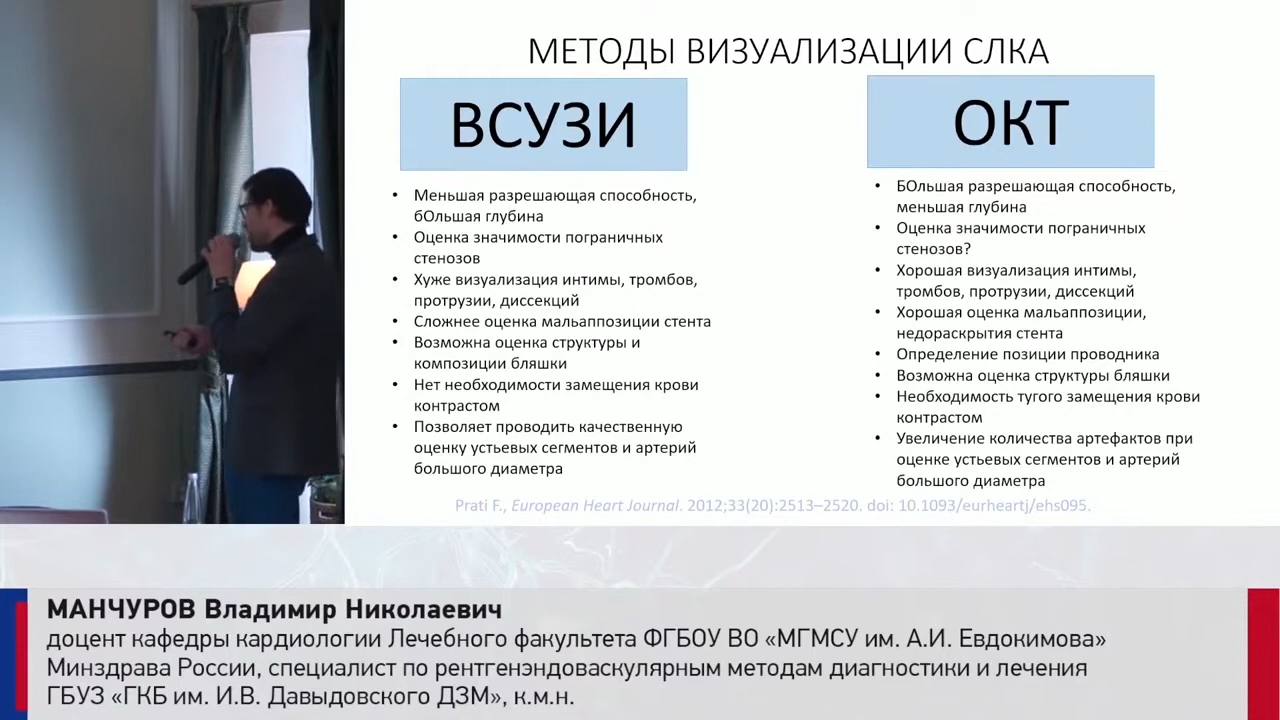 МЕТОДЫ ВИЗУАЛИЗАЦИИ СЛКА
ВСУЗИ
• Меньшая разрешающая способность,
бОльшая глубина
• Оценка значимости пограничных
стенозов
• Хуже визуализация интимы, тромбов,
протрузии, диссекций
• Сложнее оценка мальаппозиции стента
• Возможна оценка структуры и
композиции бляшки
• Нет необходимости замещения крови
контрастом
• Позволяет проводить качественную
оценку устьевых сегментов и артерий
большого диаметра
ОКТ
• БОльшая разрешающая способность,
меньшая глубина
• Оценка значимости пограничных
стенозов?
• Хорошая визуализация интимы,
тромбов, протрузии, диссекций
• Хорошая оценка мальаппозиции,
недораскрытия стента
• Определение позиции проводника
• Возможна оценка структуры бляшки
• Необходимость тугого замещения крови
контрастом
• Увеличение количества артефактов при
оценке устьевых сегментов и артерий
большого диаметра
Prati F., European Heart Journal. 2012;33(20):2513–2520. doi: 10.1093/eurheartj/ehs095.
МАНЧУРОВ Владимир Николаевич
доцент кафедры кардиологии Лечебного факультета ФГБОУ ВО «МГМСУ им. А.И. Евдокимова»
Минздрава России, специалист по рентгенэндоваскулярным методам диагностики и лечения
ГБУЗ «ГКБ им. И.В. Давыдовского ДЗМ», к.м.н.